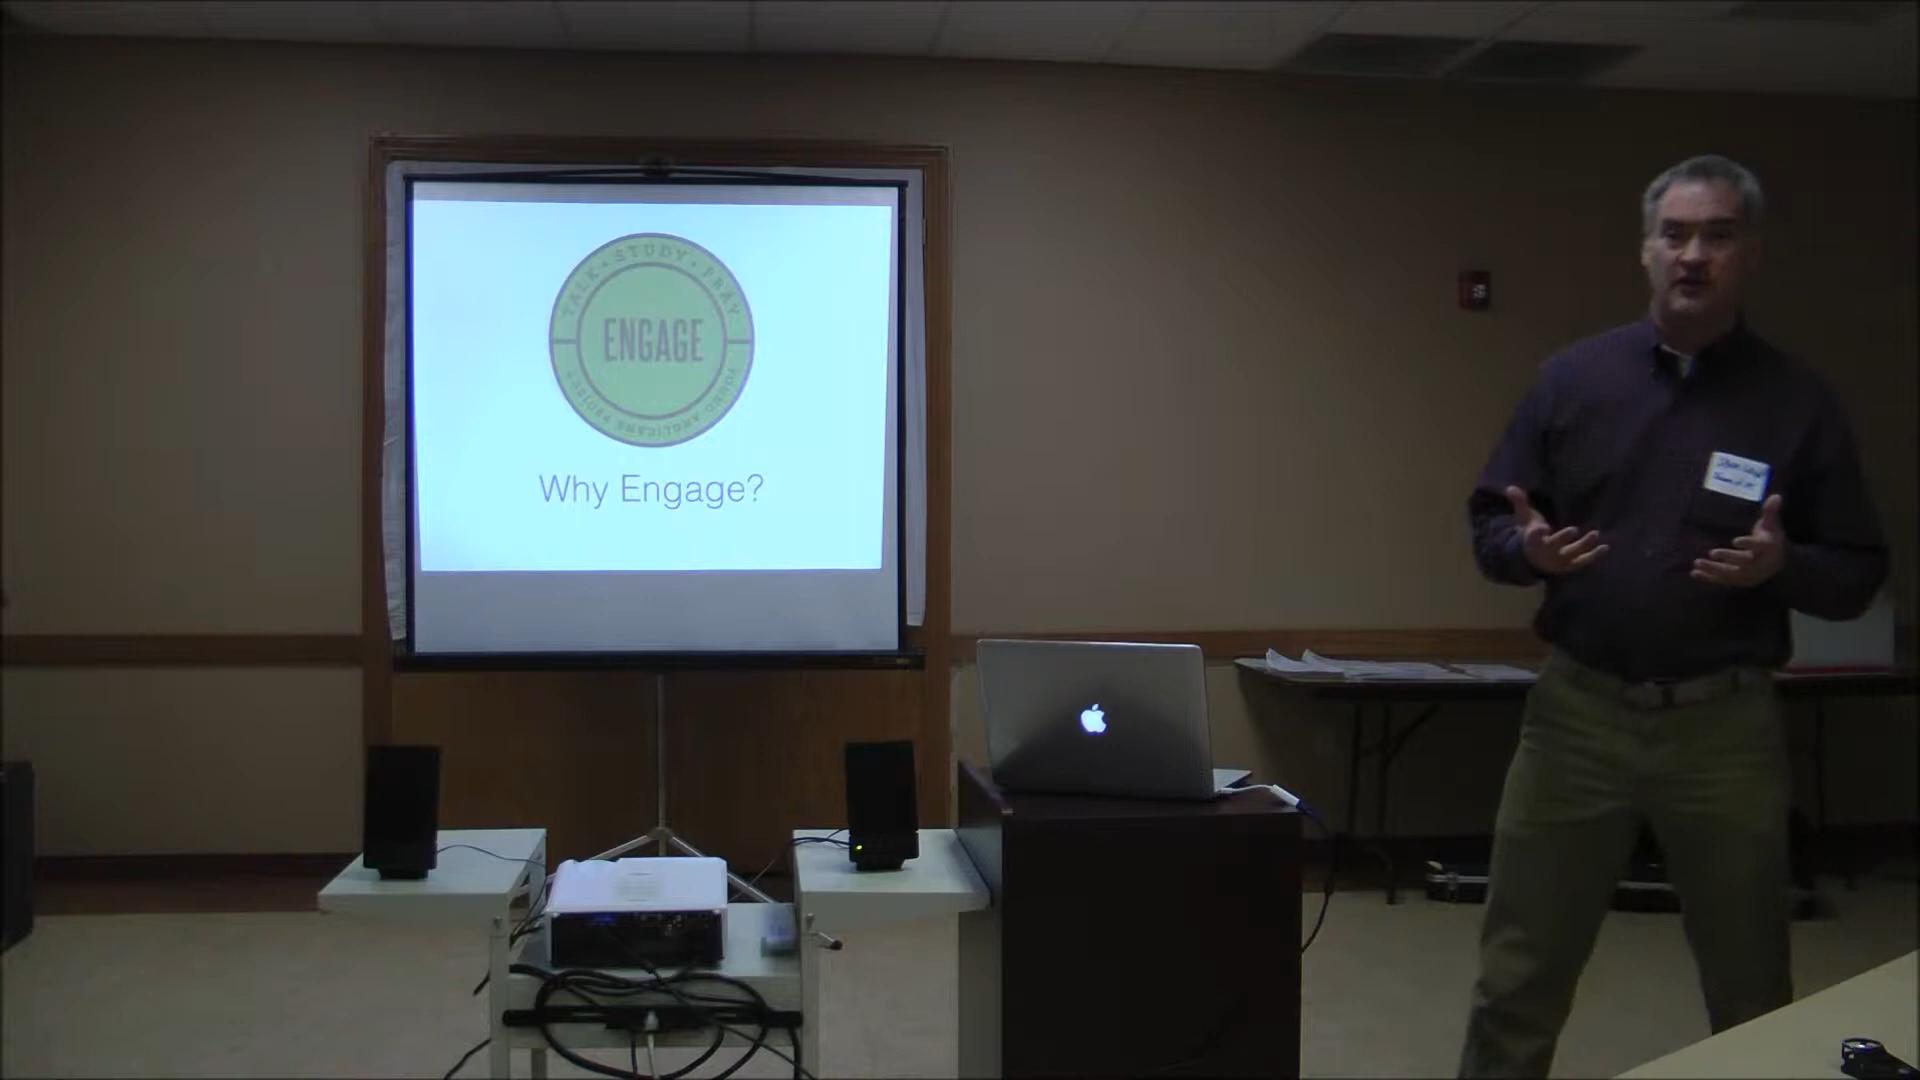 TALK • STUDY • PRAY
ENGAGE
YOUNG ANGLICANS PROJECT
Why Engage?